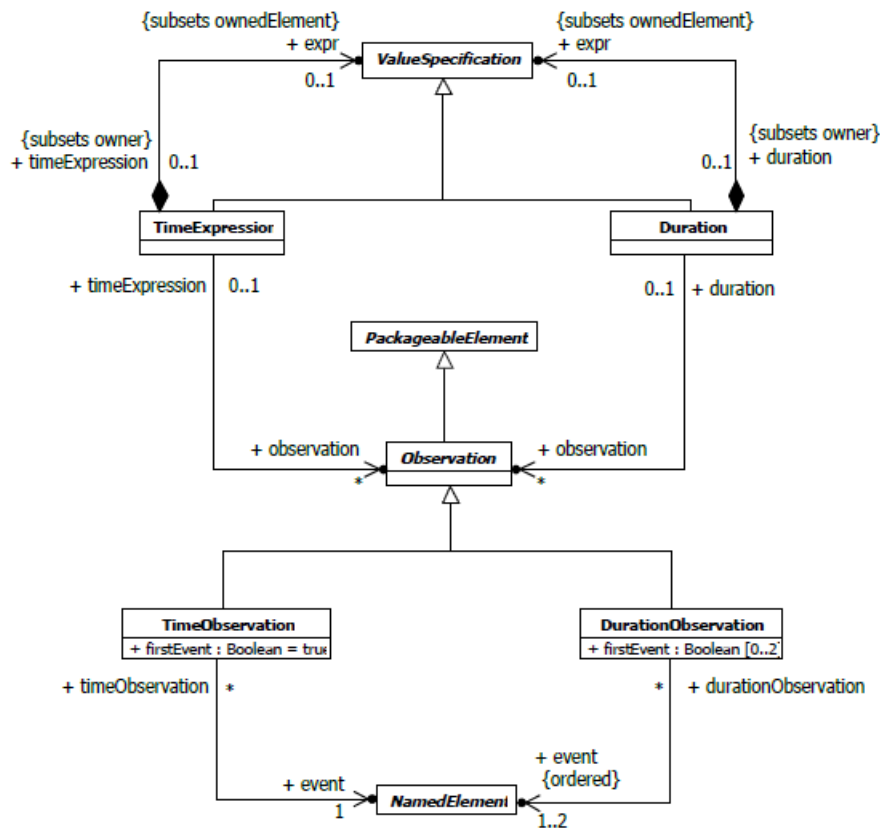 {subsets ownedElement}
{subsets ownedElement}
+ expr
+ expr
ValueSpecification
0..1
0..1
{subsets owner}
{subsets owner}
+ timeExpression
0..1
0..1
+ duration
TimeExpression
Duration
+ timeExpression
0..1
0..1
+ duration
PackageableElement
+ observation
+ observation
Observation
*
*
TimeObservation
DurationObservation
+ firstEvent : Boolean = true
+ firstEvent : Boolean [0..2]
+ timeObservation
*
*
+ durationObservation
+ event
{ordered}
+ event
NamedElement
1
1..2